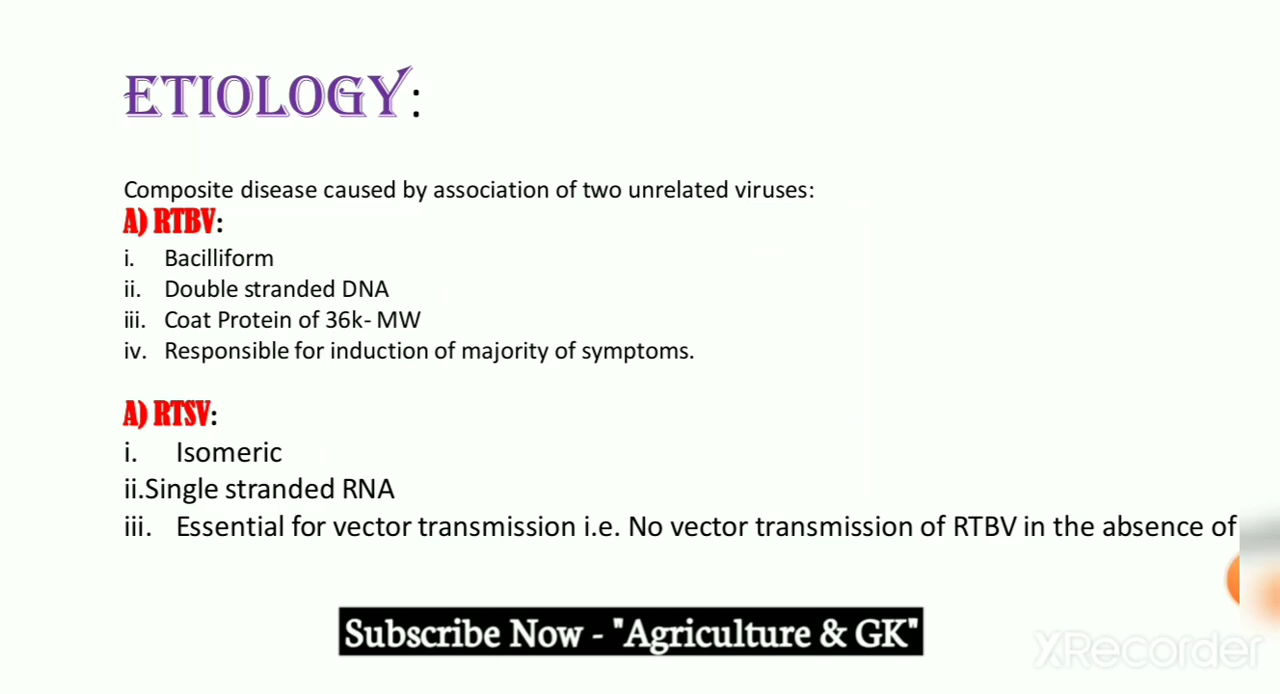 ETIOLOGY:
Composite disease caused by association of two unrelated viruses:
A) RTBV:
i. Bacilliform
ii. Double stranded DNA
iii. Coat Protein of 36k- MW
iv. Responsible for induction of majority of symptoms.
A) RTSV:
i. Isomeric
ii.Single stranded RNA
iii. Essential for vector transmission i.e. No vector transmission of RTBV in the absence of
Subscribe Now - "Agriculture & GK"
XRecorder